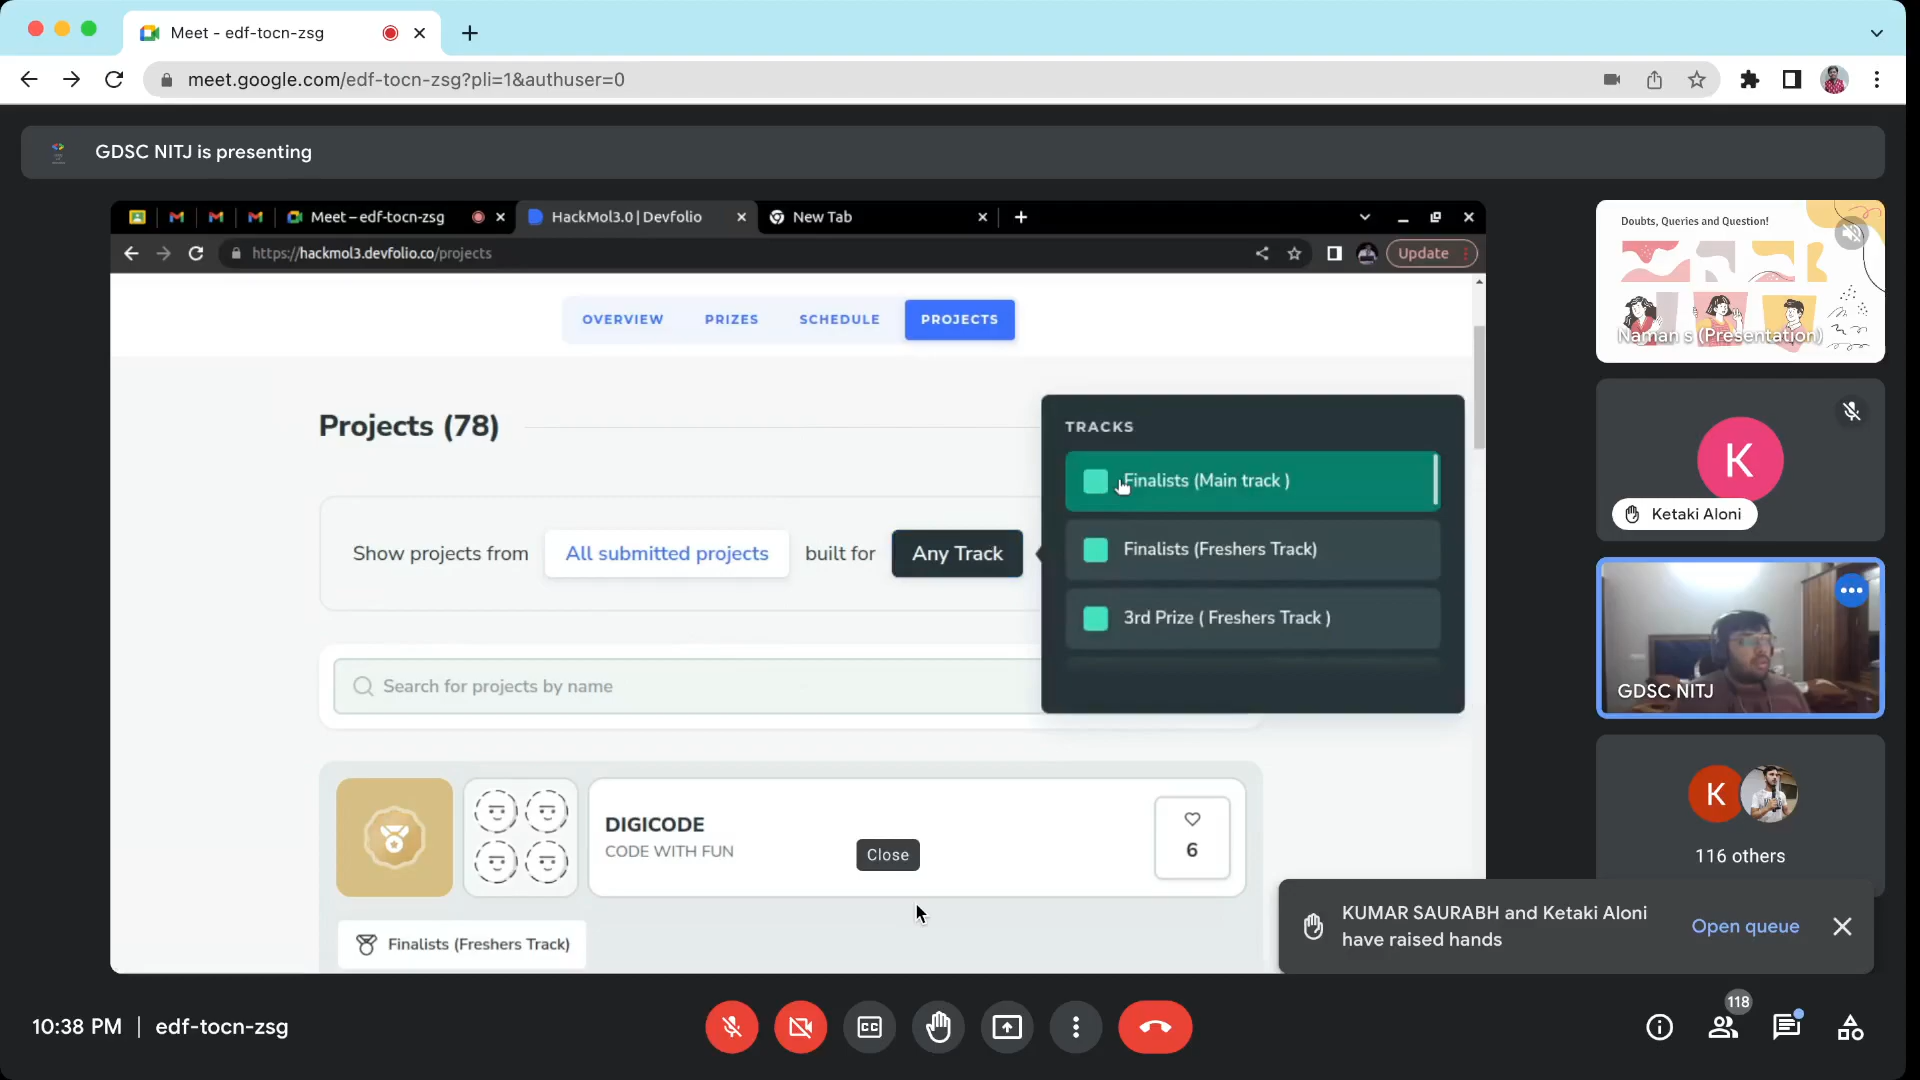 Meet - edf-tocn-zsg
meet.google.com/edf-tocn-zsg?pli=1&authuser=0
GDSC NITJ is presenting
Meet – edf-tocn-zsg
HackMol3.0 | Devfolio
New Tab
https://hackmol3.devfolio.co/projects
Update
OVERVIEW
PRIZES
SCHEDULE
PROJECTS
Projects (78)
Show projects from
All submitted projects
built for
Any Track
TRACKS
Finalists (Main track )
Finalists (Freshers Track)
3rd Prize ( Freshers Track )
Search for projects by name
DIGICODE
CODE WITH FUN
6
Close
Finalists (Freshers Track)
Doubts, Queries and Question!
Naman s (Presentation)
K
Ketaki Aloni
GDSC NITJ
K
116 others
KUMAR SAURABH and Ketaki Aloni
have raised hands
Open queue
10:38 PM | edf-tocn-zsg
CC
118